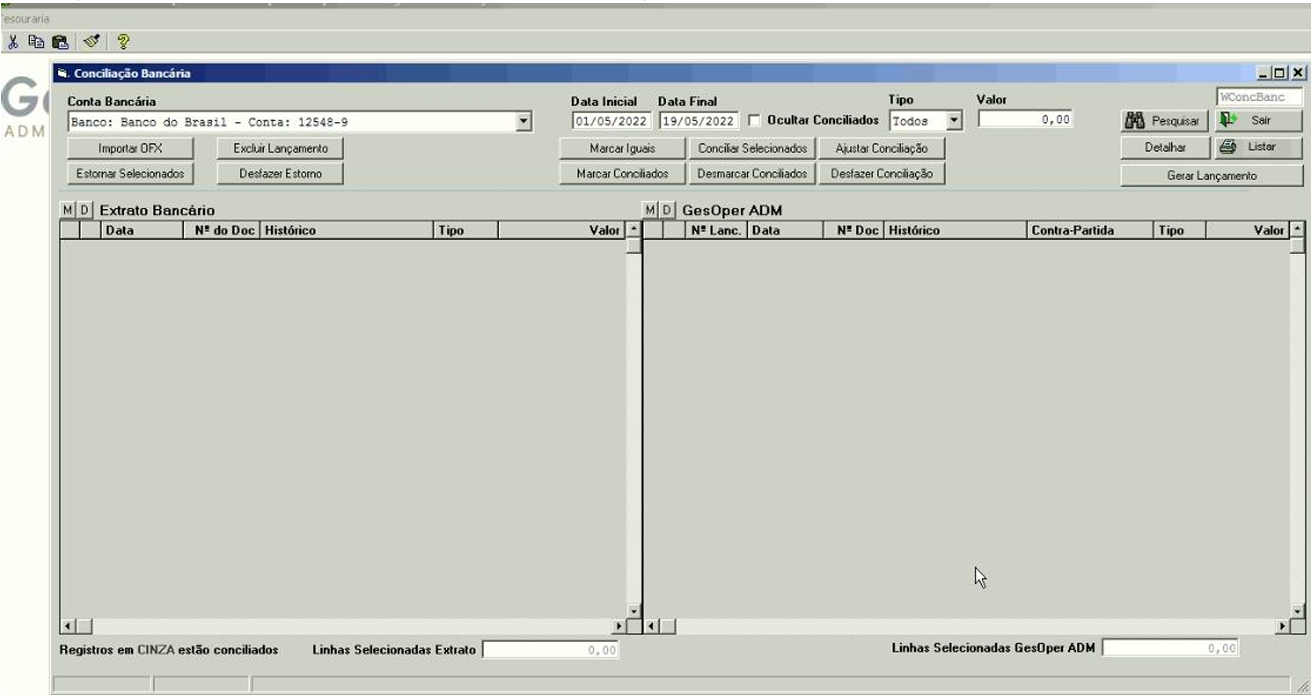 esouraria
ADM
Conciliação Bancária
Conta Bancária
Data Inicial Data Final Tipo Valor WConcBanc
Banco: Banco do Brasil - Conta: 12548-9 01/05/2022 19/05/2022 Ocultar Conciliados Todos 0,00 Pesquisar Sair
Importar OFX Excluir Lançamento Marcar Iguais Conciliar Selecionados Ajustar Conciliação Detalhar Listar
Estornar Selecionados Desfazer Estorno Marcar Conciliados Desmarcar Conciliados Desfazer Conciliação Gerar Lançamento
M D Extrato Bancário M D GesOper ADM
Data Nº do Doc Histórico Tipo Valor Nº Lanc. Data Nº Doc Histórico Contra-Partida Tipo Valor
Registros em CINZA estão conciliados Linhas Selecionadas Extrato 0,00 Linhas Selecionadas GesOper ADM 0,00